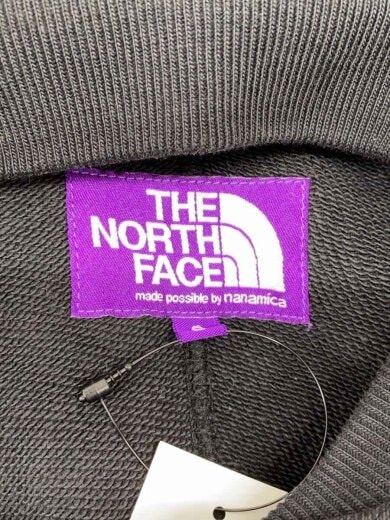 THE
NORTH
FACE
made possible by nanamica